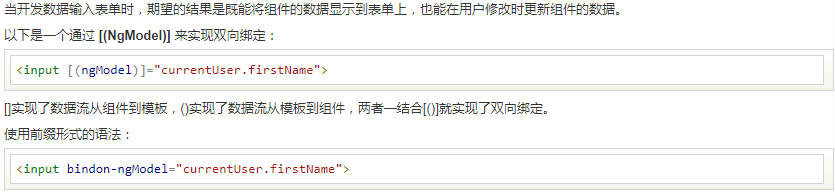 当开发数据输入表单时，期望的结果是既能将组件的数据显示到表单上，也能在用户修改时更新组件的数据。
以下是一个通过 [(NgModel)] 来实现双向绑定：
<input [(ngModel)]="currentUser.firstName">
[]实现了数据流从组件到模板，()实现了数据流从模板到组件，两者一结合[()]就实现了双向绑定。
使用前缀形式的语法：
<input bindon-ngModel="currentUser.firstName">